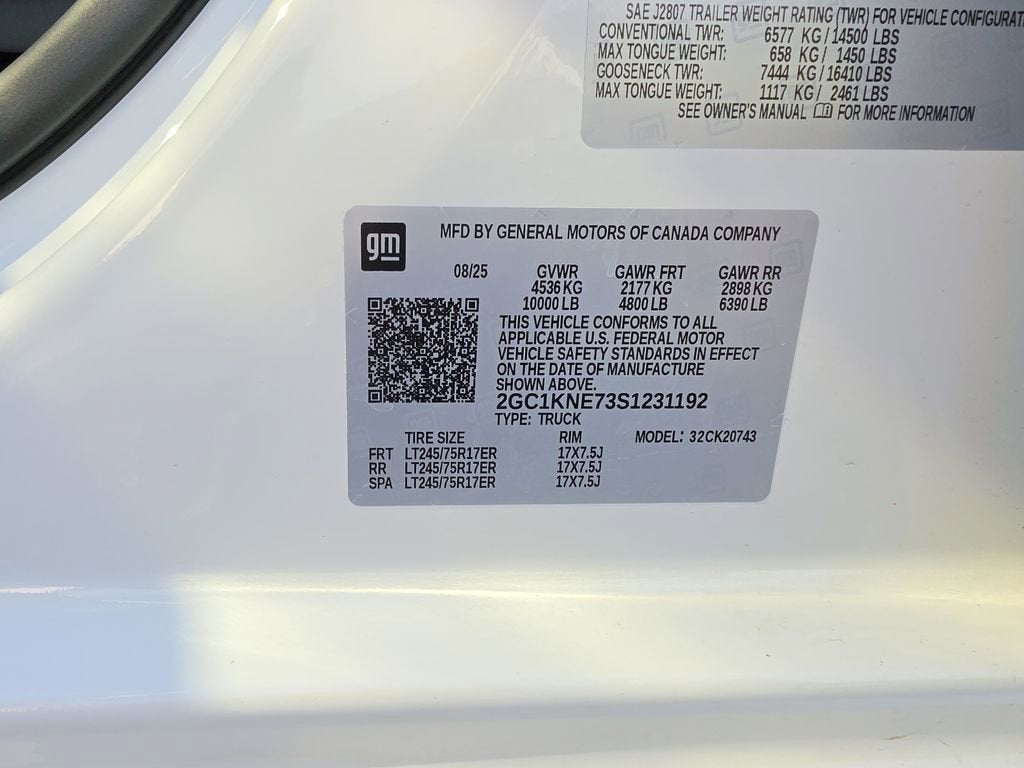 SAE J2807 TRAILER WEIGHT RATING (TWR) FOR VEHICLE
CONVENTIONAL TWR: 6577 KG / 14500 LBS
MAX TONGUE WEIGHT: 658 KG / 1450 LBS
GOOSENECK TWR: 7444 KG / 16410 LBS
MAX TONGUE WEIGHT: 1117 KG / 2461 LBS
SEE OWNER'S MANUAL FOR MORE INFORMATION
gm
MFD BY GENERAL MOTORS OF CANADA COMPANY
08/25 GVWR GAWR FRT GAWR RR
4536 KG 2177 KG 2898 KG
10000 LB 4800 LB 6390 LB
THIS VEHICLE CONFORMS TO ALL
APPLICABLE U.S. FEDERAL MOTOR
VEHICLE SAFETY STANDARDS IN EFFECT
ON THE DATE OF MANUFACTURE
SHOWN ABOVE.
2GC1KNE73S1231192
TYPE: TRUCK
TIRE SIZE RIM MODEL: 32CK20743
FRT LT245/75R17ER 17X7.5J
RR LT245/75R17ER 17X7.5J
SPA LT245/75R17ER 17X7.5J